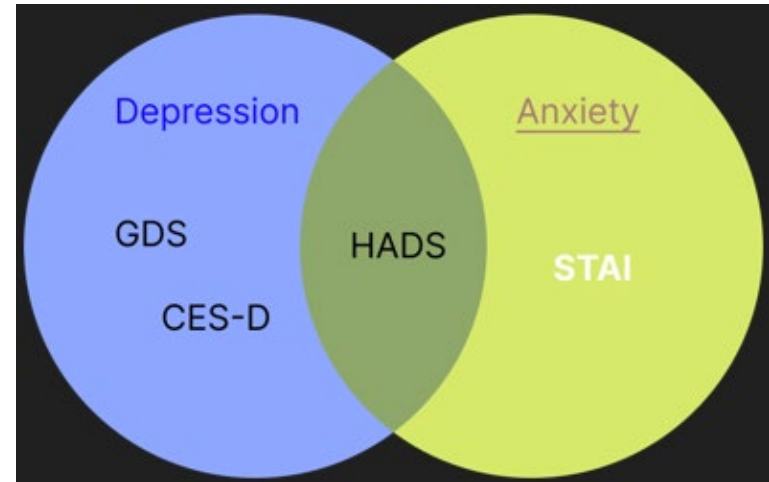 Depression
Anxiety
GDS
HADS
STAI
CES-D